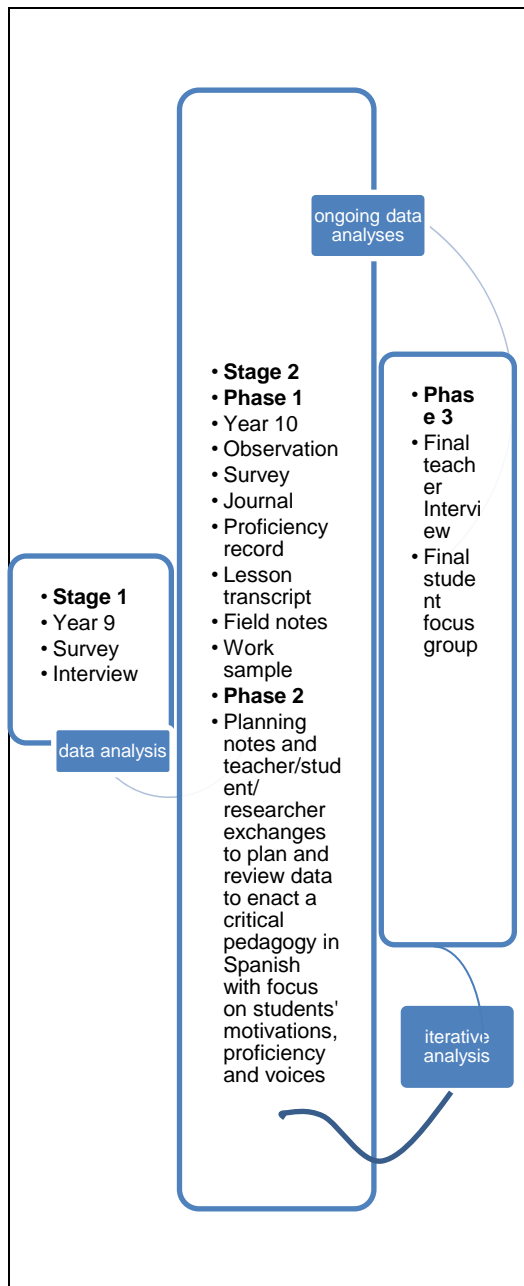 • Stage 1
• Year 9
• Survey
• Interview
data analysis
• Stage 2
• Phase 1
• Year 10
• Observation
• Survey
• Journal
• Proficiency
record
• Lesson
transcript
• Field notes
• Work
sample
• Phase 2
• Planning
notes and
teacher/stud
ent/
researcher
exchanges
to plan and
review data
to enact a
critical
pedagogy in
Spanish
with focus
on students'
motivations,
proficiency
and voices
ongoing data
analyses
• Phas
e 3
• Final
teach
er
Intervi
ew
• Final
stude
nt
focus
group
iterative
analysis